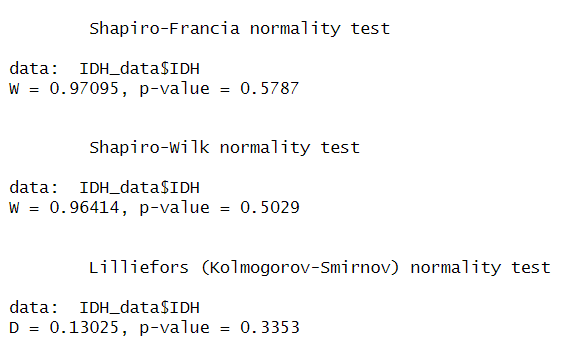 Shapiro-Francia normality test
data: IDH_data$IDH
W = 0.97095, p-value = 0.5787
Shapiro-Wilk normality test
data: IDH_data$IDH
W = 0.96414, p-value = 0.5029
Lilliefors (Kolmogorov-Smirnov) normality test
data: IDH_data$IDH
D = 0.13025, p-value = 0.3353